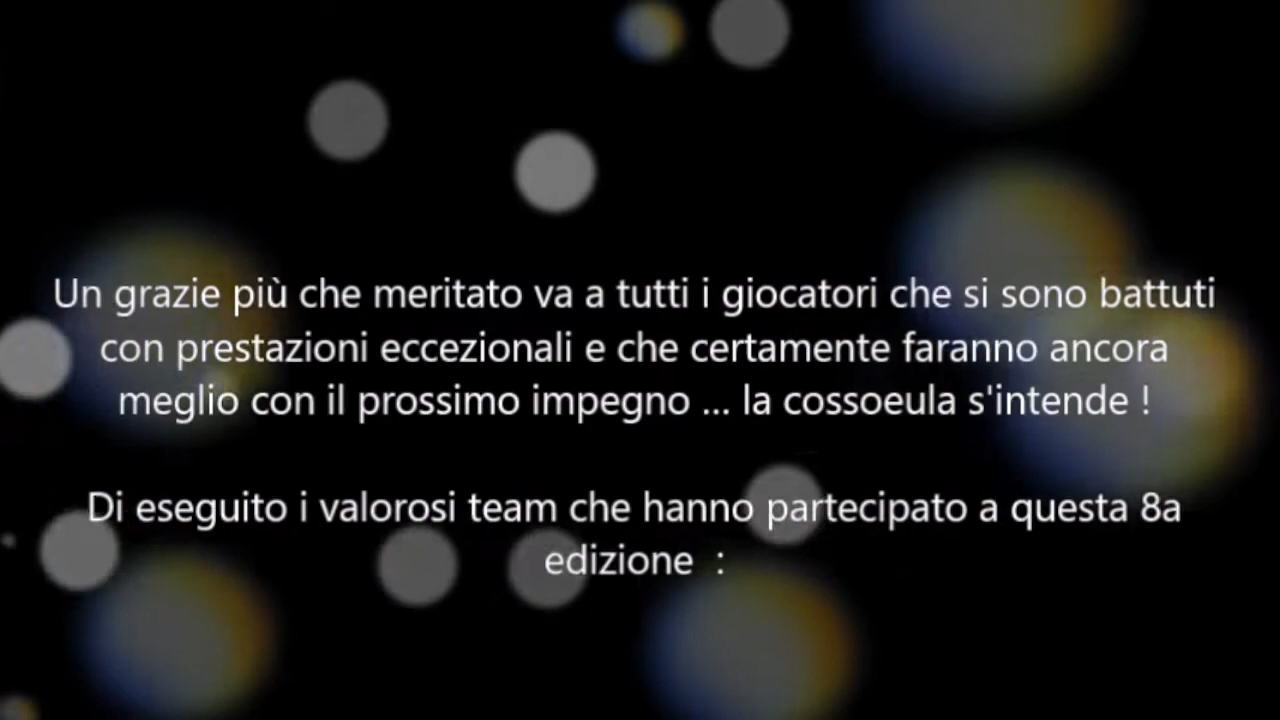 Un grazie più che meritato va a tutti i giocatori che si sono battuti
con prestazioni eccezionali e che certamente faranno ancora
meglio con il prossimo impegno ... la cossoeula s'intende !
Di eseguito i valorosi team che hanno partecipato a questa 8a
edizione  :